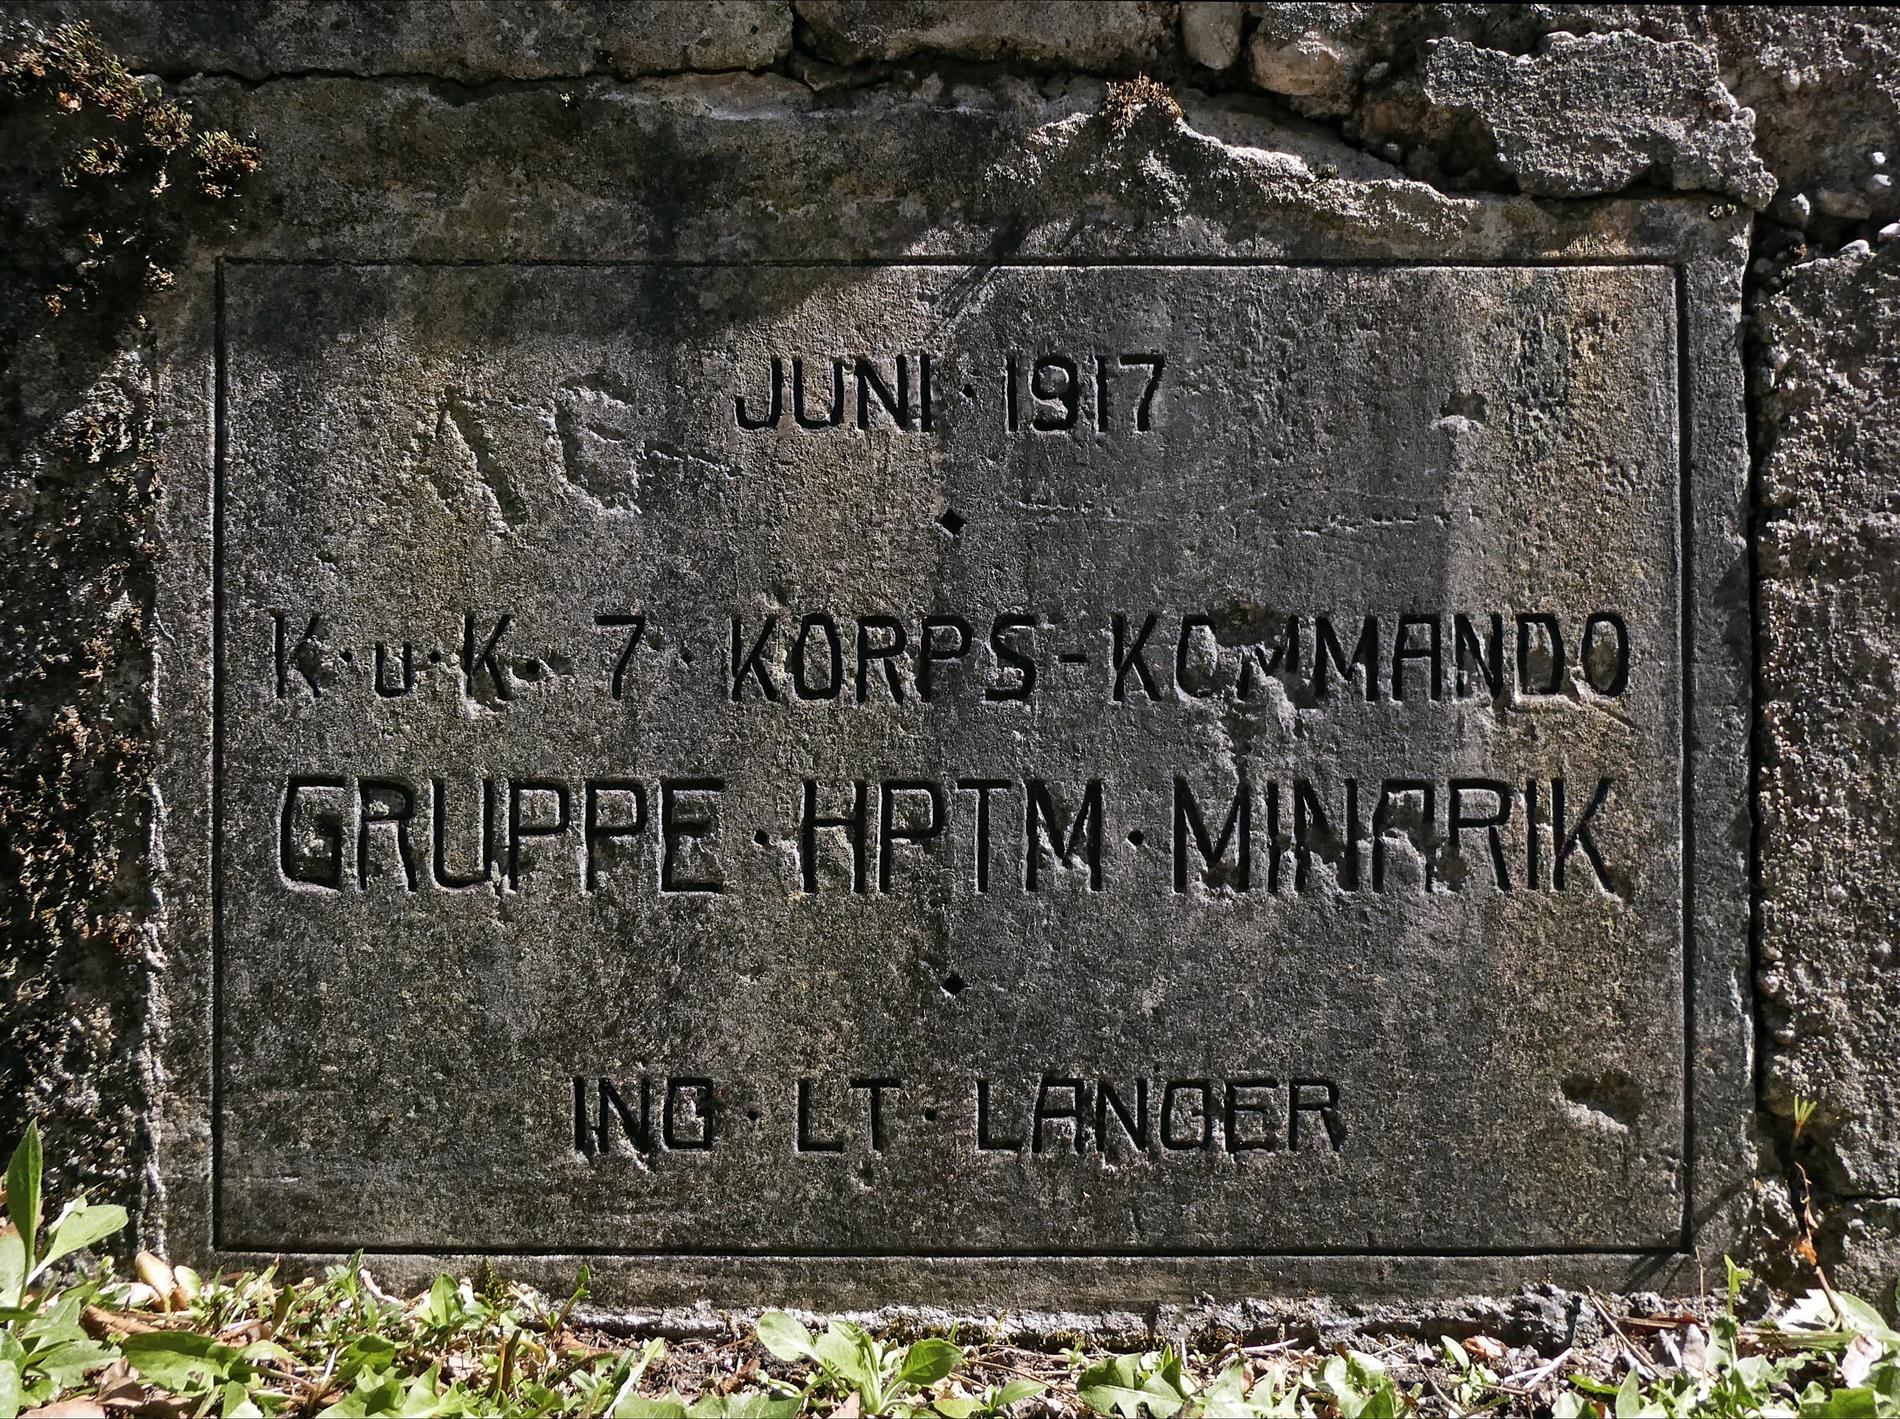 JUNI · 1917
K·u·K· 7· KORPS-KOMMANDO
GRUPPE · HPTM · MINARIK
ING · LT · LANGER